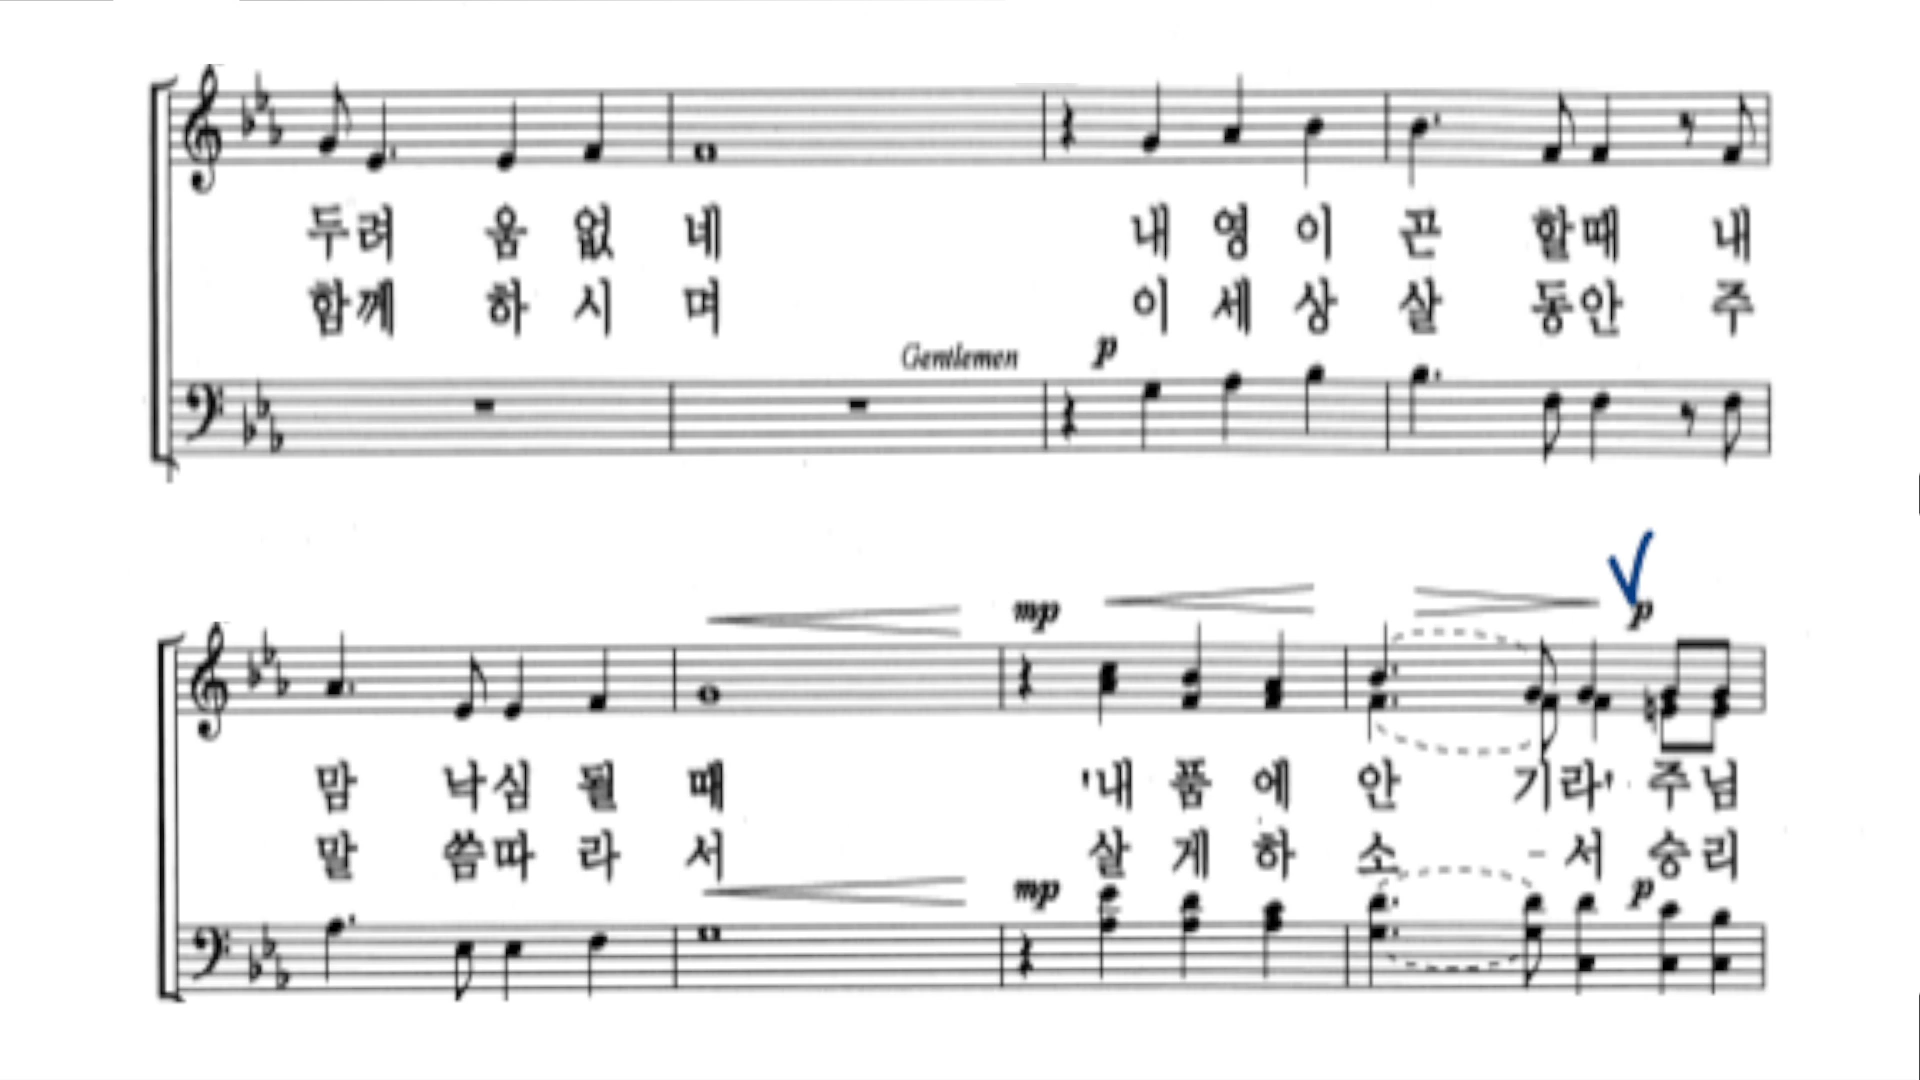 두려 움 없 네 내 영 이 곤 할때 내
함께 하 시 며 이 세 상 살 동안 주
Gentlemen p
mp p
맘 낙심 될 때 '내 품 에 안 기라' 주님
말 씀따 라 서 살 게 하 소 - 서 승리
mp p